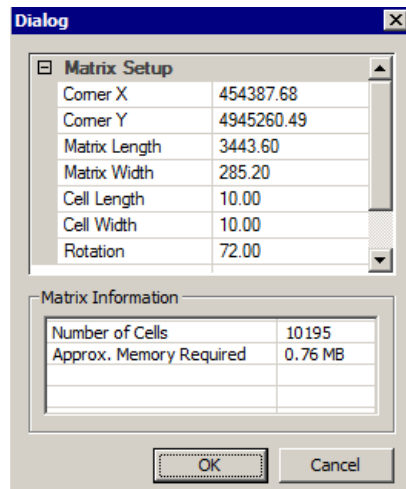 Dialog
Matrix Setup
Corner X 454387.68
Corner Y 4945260.49
Matrix Length 3443.60
Matrix Width 285.20
Cell Length 10.00
Cell Width 10.00
Rotation 72.00
Matrix Information
Number of Cells 10195
Approx. Memory Required 0.76 MB
OK Cancel